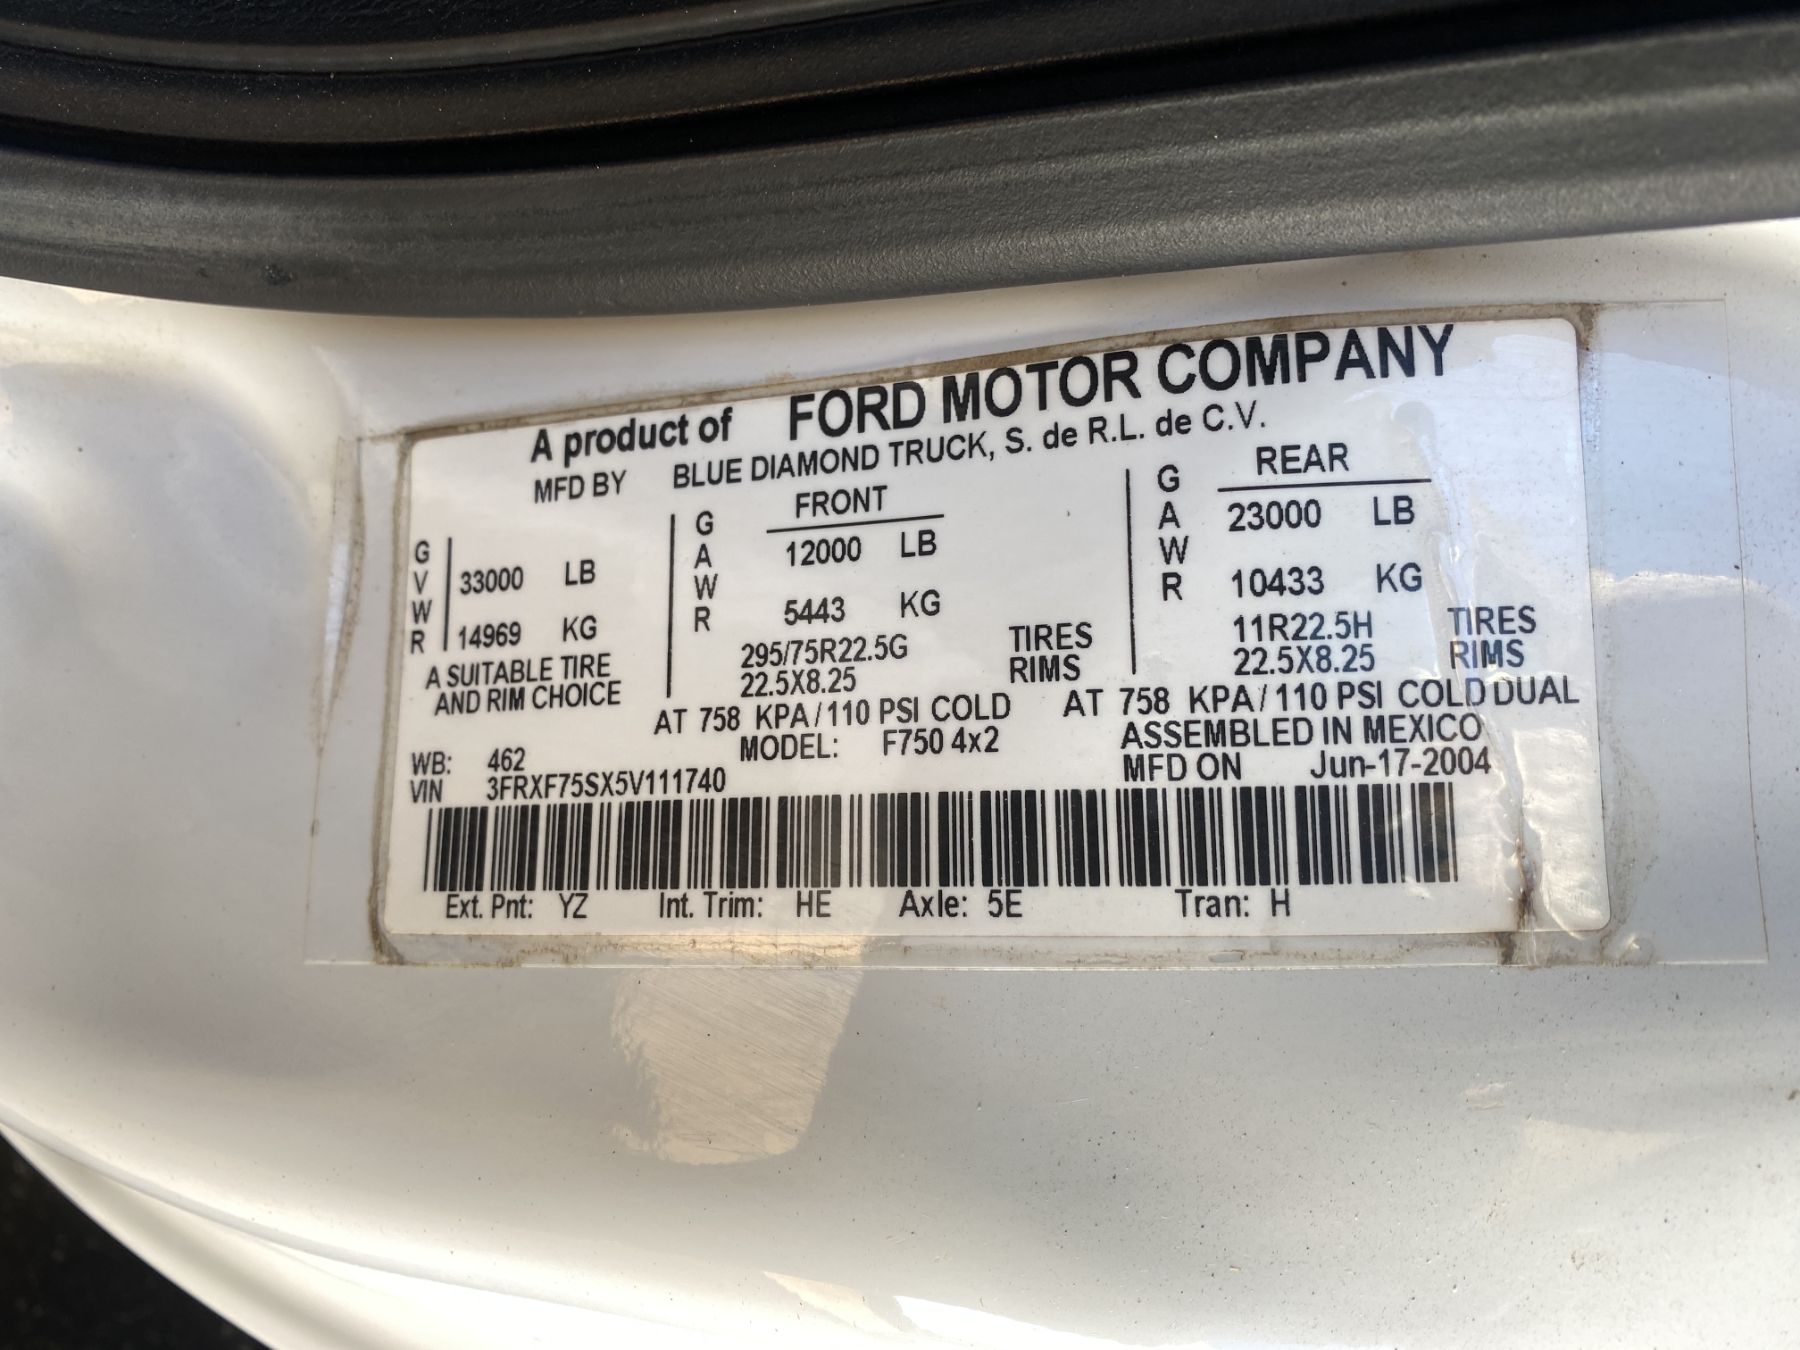 A product of FORD MOTOR COMPANY
MFD BY BLUE DIAMOND TRUCK, S. de R.L. de C.V.
GVWR
33000 LB
14969 KG
A SUITABLE TIRE
AND RIM CHOICE
GAWR
FRONT
12000 LB
5443 KG
295/75R22.5G TIRES
22.5X8.25 RIMS
AT 758 KPA/110 PSI COLD
GAWR
REAR
23000 LB
10433 KG
11R22.5H TIRES
22.5X8.25 RIMS
AT 758 KPA/110 PSI COLD DUAL
WB: 462 MODEL: F750 4x2
ASSEMBLED IN MEXICO
VIN 3FRXF75SX5V111740
MFD ON Jun-17-2004
Ext. Pnt: YZ Int. Trim: HE Axle: 5E Tran: H